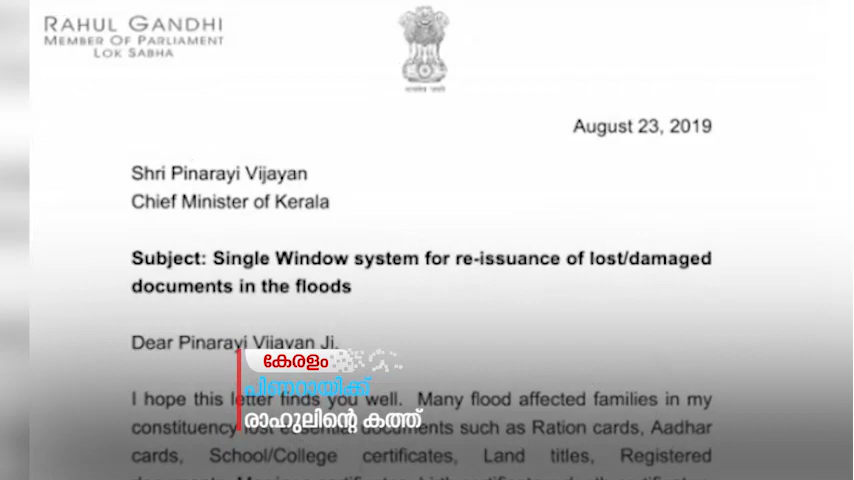 RAHUL GANDHI
MEMBER OF PARLIAMENT
LOK SABHA
August 23, 2019
Shri Pinarayi Vijayan
Chief Minister of Kerala
Subject: Single Window system for re-issuance of lost/damaged
documents in the floods
Dear Pinarayi Vijayan Ji,
കേരളം
പിണറായിക്ക്
രാഹുലിന്റെ കത്ത്
I hope this letter finds you well. Many flood affected families in my
constituency lost essential documents such as Ration cards, Aadhar
cards, School/College certificates, Land titles, Registered